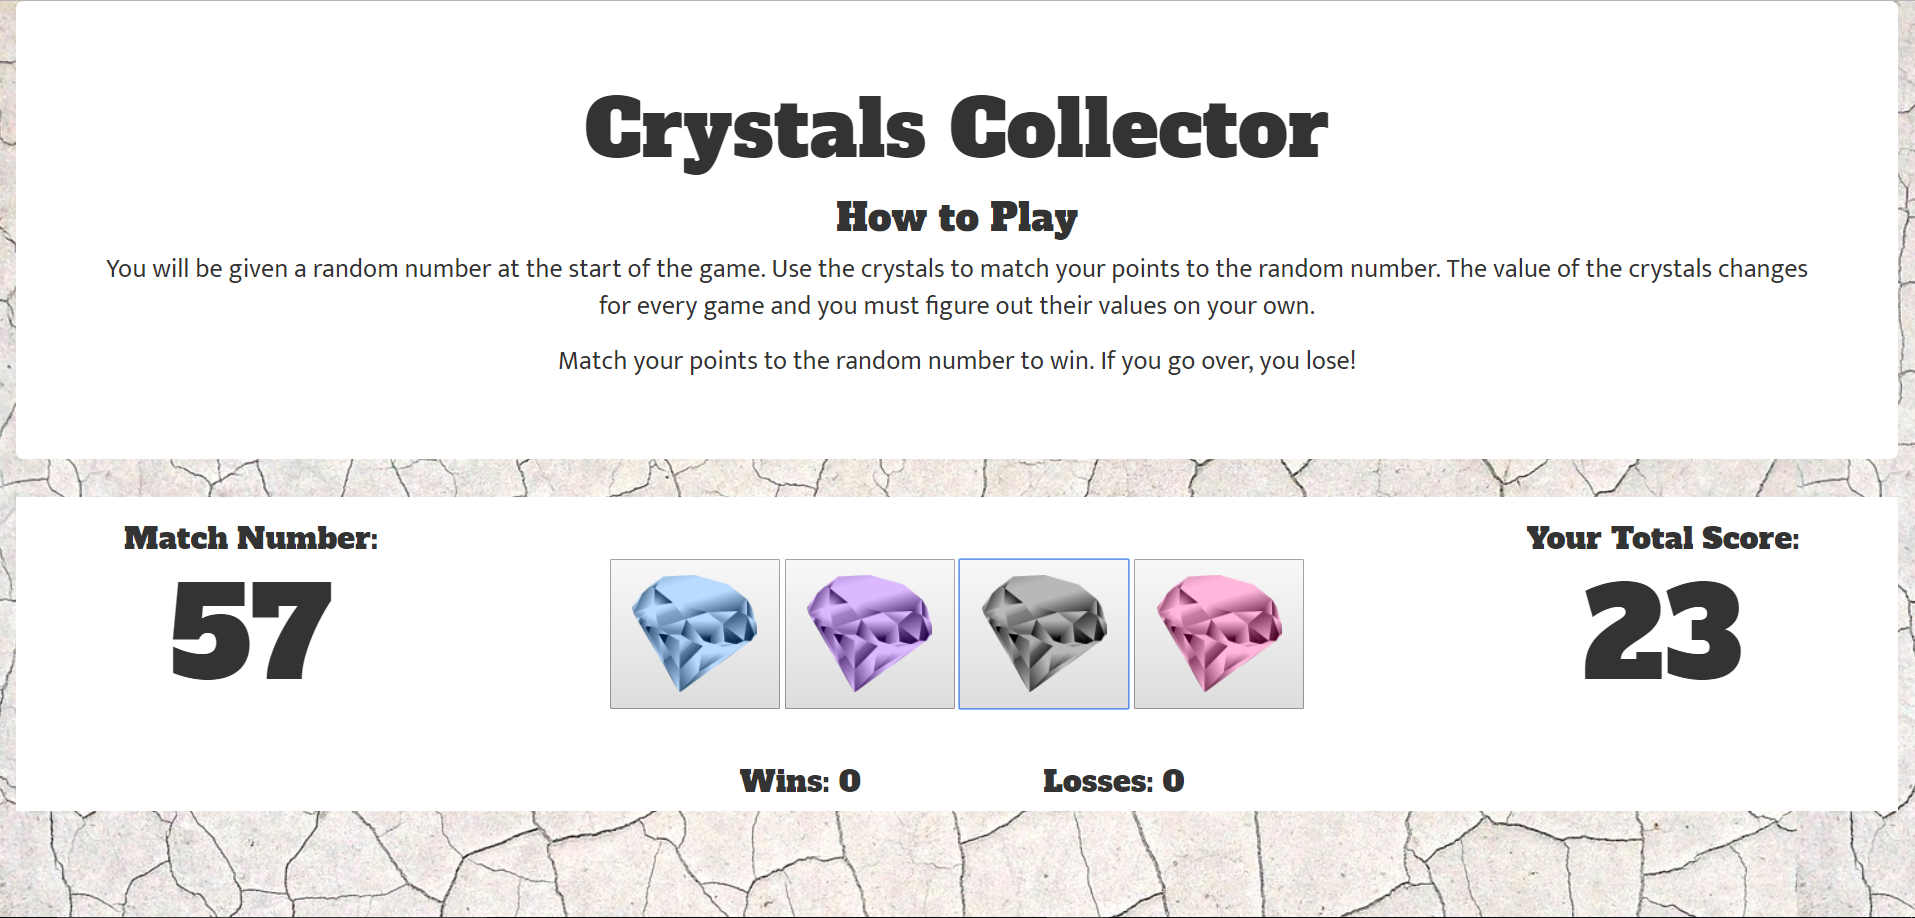 Crystals Collector
How to Play
You will be given a random number at the start of the game. Use the crystals to match your points to the random number. The value of the crystals changes
for every game and you must figure out their values on your own.
Match your points to the random number to win. If you go over, you lose!
Match Number:
57
Your Total Score:
23
Wins: 0
Losses: 0